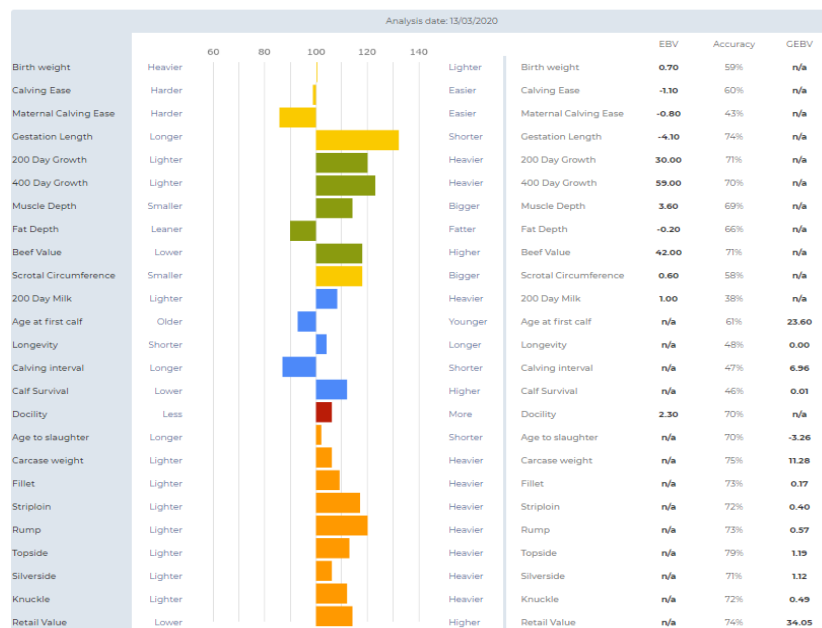 Analysis date: 13/03/2020
EBV Accuracy GEBV
60 80 100 120 140
Birth weight Heavier Lighter Birth weight 0.70 59% n/a
Calving Ease Harder Easier Calving Ease -1.10 60% n/a
Maternal Calving Ease Harder Easier Maternal Calving Ease -0.80 43% n/a
Gestation Length Longer Shorter Gestation Length -4.10 74% n/a
200 Day Growth Lighter Heavier 200 Day Growth 30.00 71% n/a
400 Day Growth Lighter Heavier 400 Day Growth 59.00 70% n/a
Muscle Depth Smaller Bigger Muscle Depth 3.60 69% n/a
Fat Depth Leaner Fatter Fat Depth -0.20 66% n/a
Beef Value Lower Higher Beef Value 42.00 71% n/a
Scrotal Circumference Smaller Bigger Scrotal Circumference 0.60 58% n/a
200 Day Milk Lighter Heavier 200 Day Milk 1.00 38% n/a
Age at first calf Older Younger Age at first calf n/a 61% 23.60
Longevity Shorter Longer Longevity n/a 48% 0.00
Calving interval Longer Shorter Calving interval n/a 47% 6.96
Calf Survival Lower Higher Calf Survival n/a 46% 0.01
Docility Less More Docility 2.30 70% n/a
Age to slaughter Longer Shorter Age to slaughter n/a 70% -3.26
Carcase weight Lighter Heavier Carcase weight n/a 75% 11.28
Fillet Lighter Heavier Fillet n/a 73% 0.17
Striploin Lighter Heavier Striploin n/a 72% 0.40
Rump Lighter Heavier Rump n/a 73% 0.57
Topside Lighter Heavier Topside n/a 79% 1.19
Silverside Lighter Heavier Silverside n/a 71% 1.12
Knuckle Lighter Heavier Knuckle n/a 72% 0.49
Retail Value Lower Higher Retail Value n/a 74% 34.05